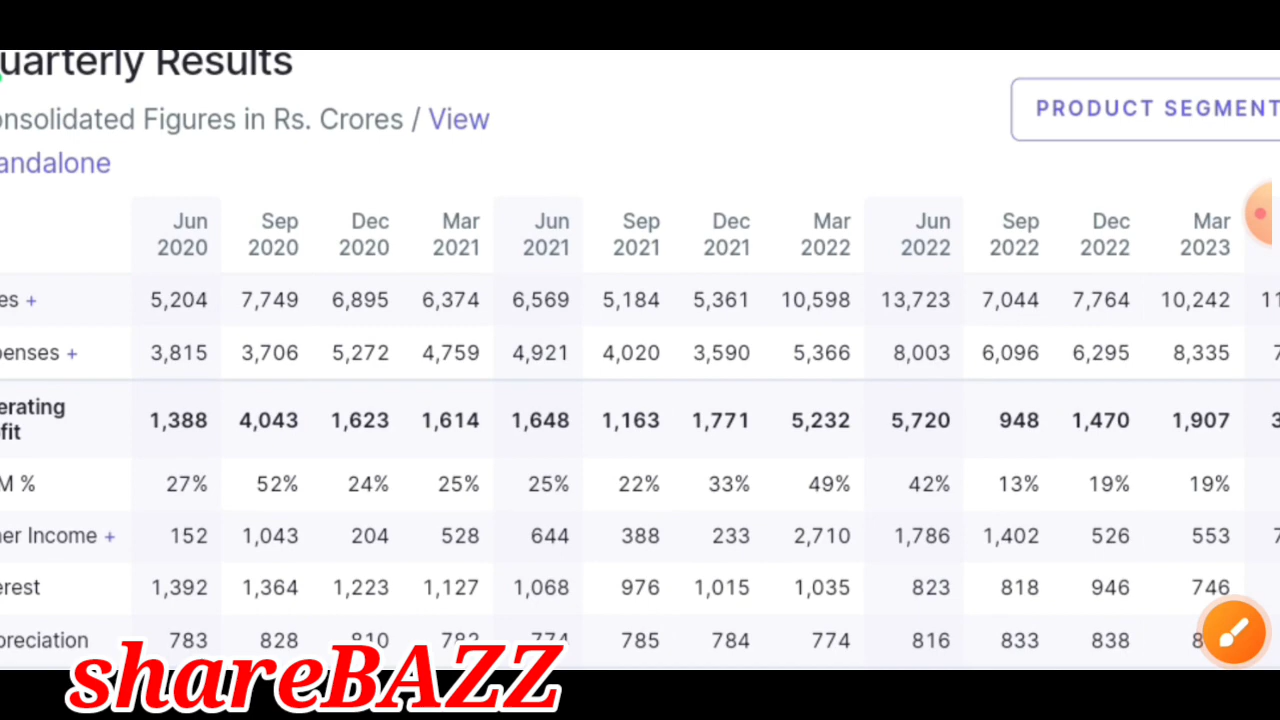 uarterly Results
onsolidated Figures in Rs. Crores / View
andalone
PRODUCT SEGMENT
Jun 2020 Sep 2020 Dec 2020 Mar 2021 Jun 2021 Sep 2021 Dec 2021 Mar 2022 Jun 2022 Sep 2022 Dec 2022 Mar 2023
es + 5,204 7,749 6,895 6,374 6,569 5,184 5,361 10,598 13,723 7,044 7,764 10,242 11
penses + 3,815 3,706 5,272 4,759 4,921 4,020 3,590 5,366 8,003 6,096 6,295 8,335 7
erating
fit 1,388 4,043 1,623 1,614 1,648 1,163 1,771 5,232 5,720 948 1,470 1,907 3
M % 27% 52% 24% 25% 25% 22% 33% 49% 42% 13% 19% 19%
er Income + 152 1,043 204 528 644 388 233 2,710 1,786 1,402 526 553 7
erest 1,392 1,364 1,223 1,127 1,068 976 1,015 1,035 823 818 946 746
preciation 783 828 810 782 774 785 784 774 816 833 838 8
shareBAZZ